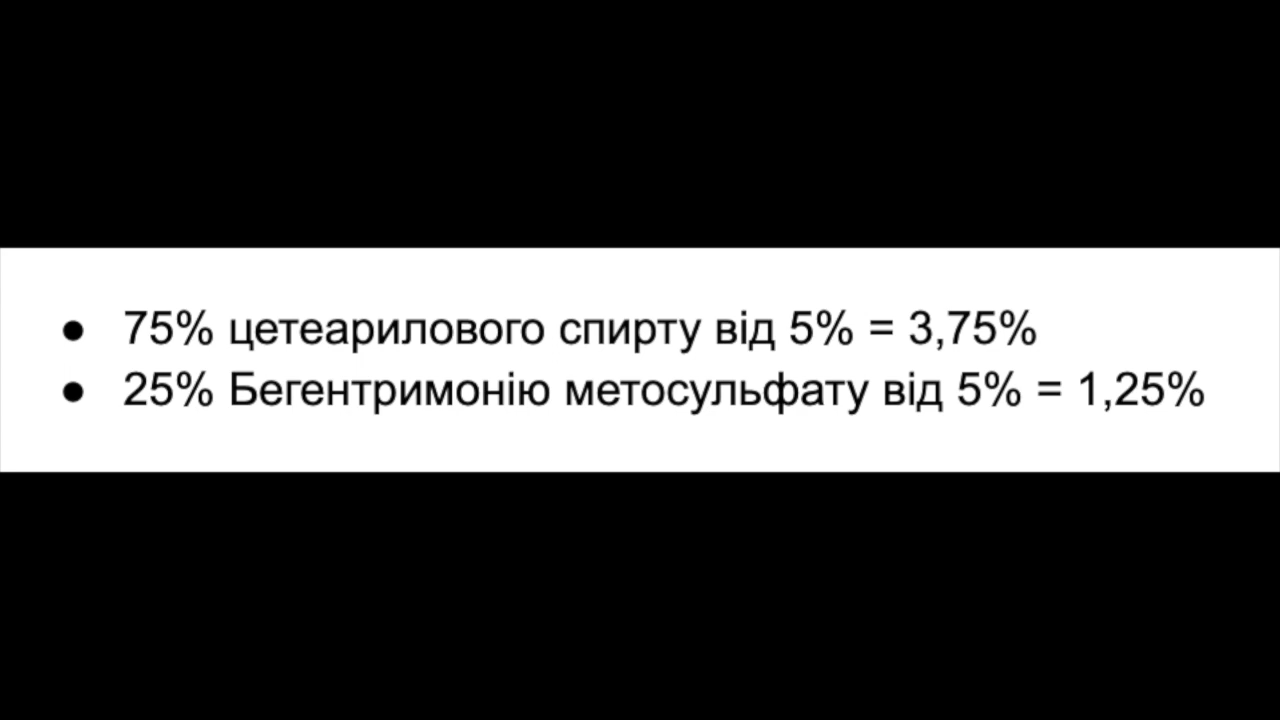 ● 75% цетеарилового спирту від 5% = 3,75%
● 25% Бегентримонію метосульфату від 5% = 1,25%